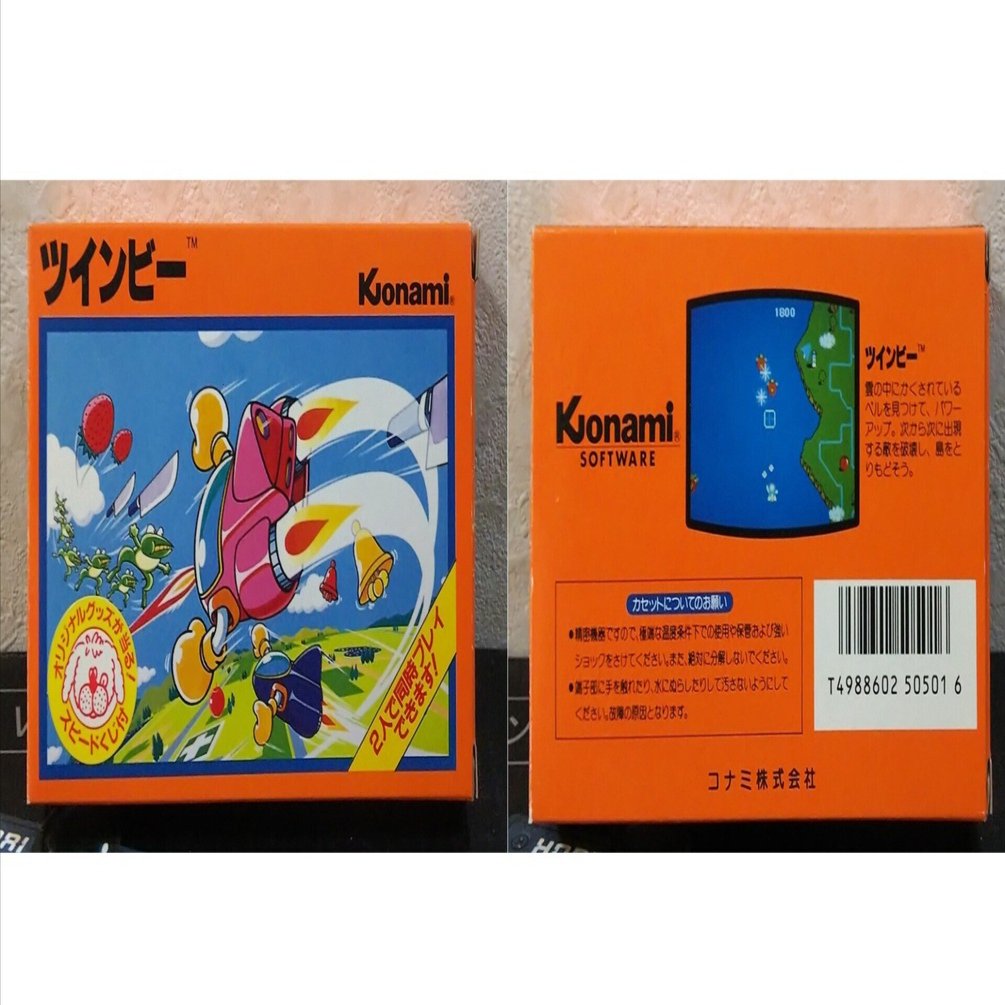 ツインビー™
Konami®
オリジナルグッズが当る!
スピードくじ付
2人で同時プレイ
できます!
1800
Konami®
SOFTWARE
ツインビー™
雲の中にかくされている
ベルを見つけて、パワー
アップ。次から次に出現
する敵を破壊し、島をと
りもどそう。
カセットについてのお願い
●精密機器ですので、極端な温度条件下での使用や保管および強い
ショックをさけてください。また、絶対に分解しないでください。
●端子部に手を触れたり、水にぬらしたりして汚さないようにして
ください。故障の原因となります。
T4988602 50501 6
コナミ株式会社